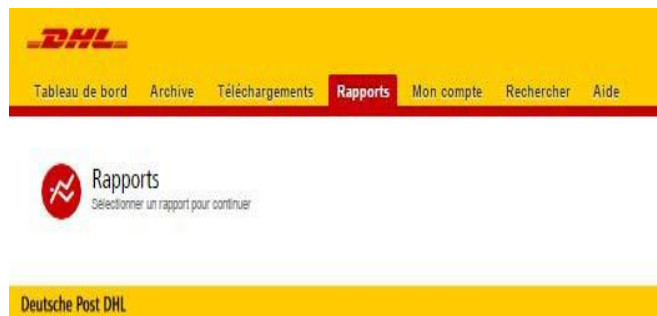 DHL
Tableau de bord Archive Téléchargements Rapports Mon compte Rechercher Aide
Rapports
Sélectionner un rapport pour continuer
Deutsche Post DHL